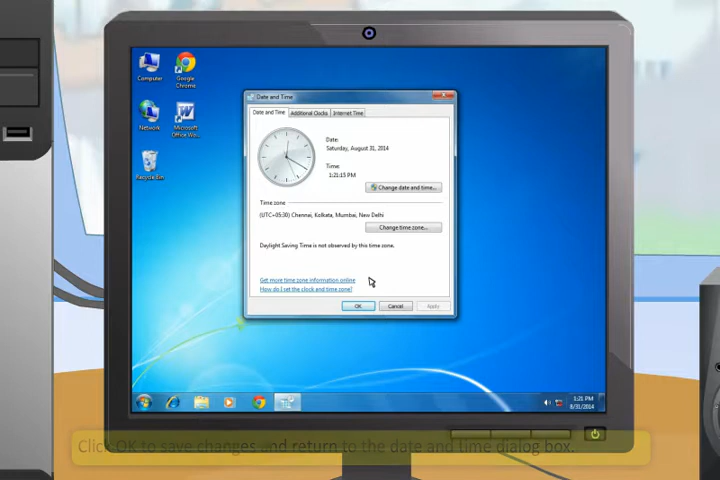 Computer
Google
Chrome
Network
Microsoft
Office Wo...
Recycle Bin
Date and Time
Date and Time
Additional Clocks
Internet Time
Date:
Saturday, August 31, 2014
Time:
1:21:13 PM
Change date and time...
Time zone
(UTC+05:30) Chennai, Kolkata, Mumbai, New Delhi
Change time zone...
Daylight Saving Time is not observed by this time zone.
Get more time zone information online
How do I set the clock and time zone?
OK
Cancel
Apply
1:21 PM
8/31/2014
Click OK to save changes and return to the date and time dialog box.